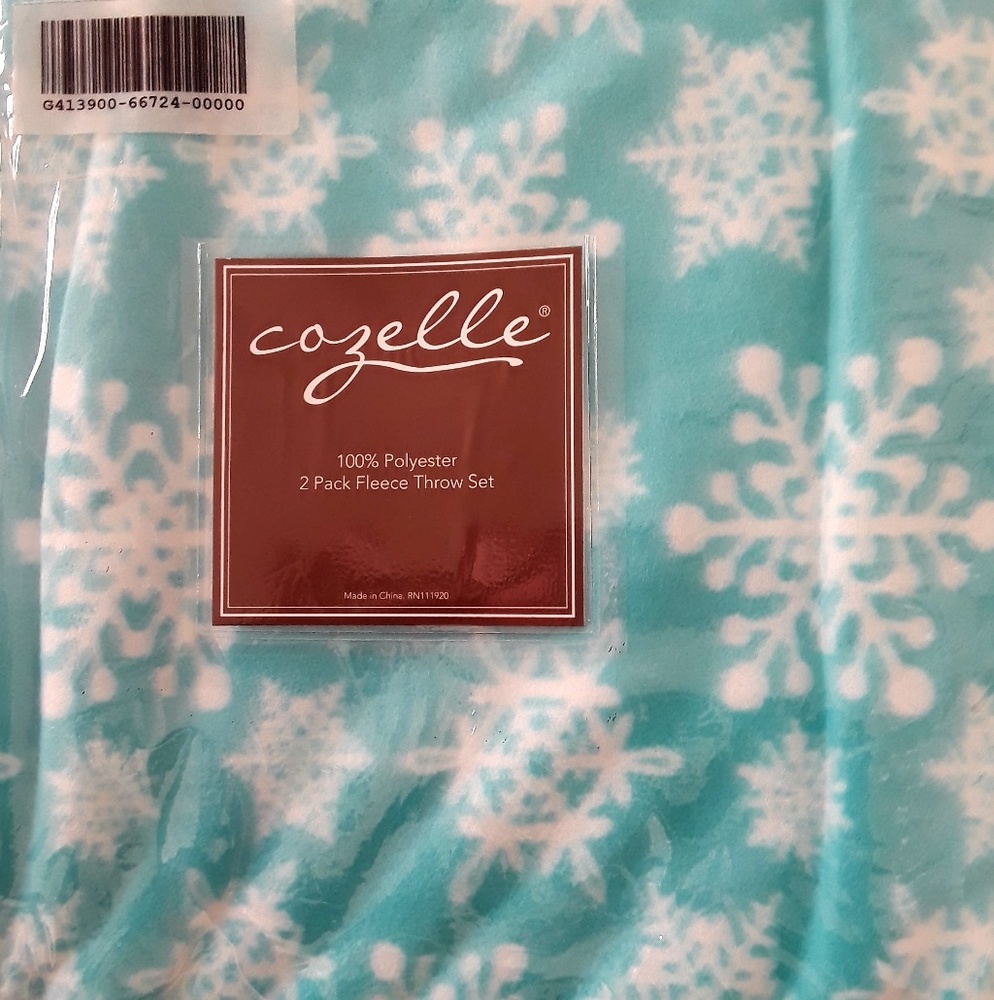 G413900-66724-00000
cozelle®
100% Polyester
2 Pack Fleece Throw Set
Made in China. RN111920